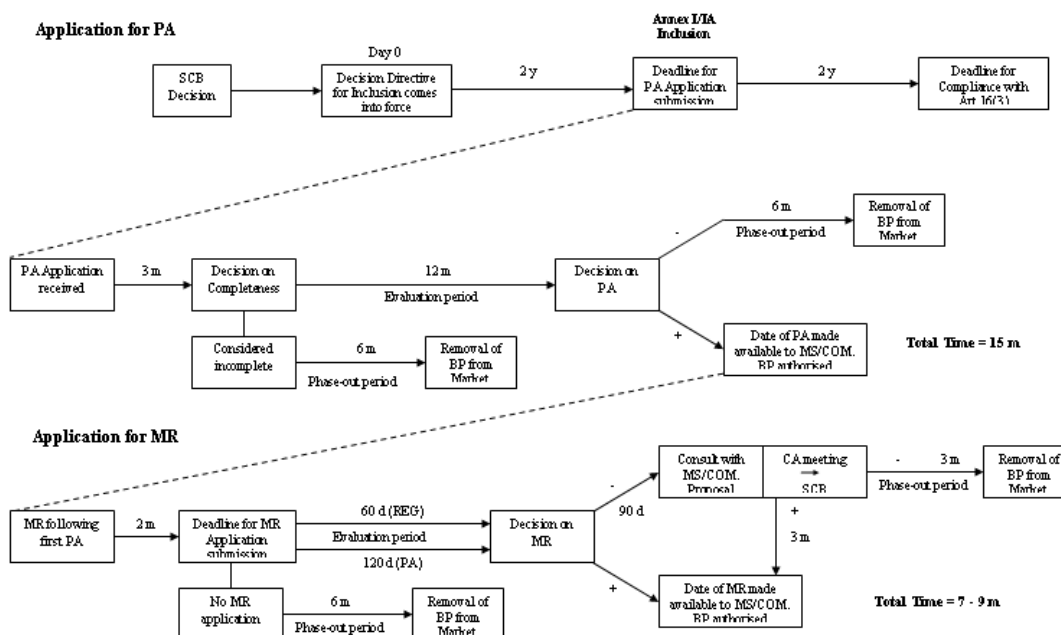 Application for PA
Annex I/IA
Inclusion
Day 0
SCB
Decision
Decision Directive
for Inclusion comes
into force
2 y
Deadline for
PA Application
submission
2 y
Deadline for
Compliance with
Art 16(3)
PA Application
received
3 m
Decision on
Completeness
12 m
Evaluation period
Decision on
PA
-
6 m
Phase-out period
Removal of
BP from
Market
+
Date of PA made
available to MS/COM.
BP authorised
Total Time = 15 m
Considered
incomplete
6 m
Phase-out period
Removal of
BP from
Market
Application for MR
MR following
first PA
2 m
Deadline for MR
Application
submission
60 d (REG)
Evaluation period
120 d (PA)
Decision on
MR
-
90 d
Consult with
MS/COM.
Proposal
CA meeting
→
SCB
- 3 m
Phase-out period
Removal of
BP from
Market
+
3 m
+
Date of MR made
available to MS/COM.
BP authorised
Total Time = 7 - 9 m
No MR
application
6 m
Phase-out period
Removal of
BP from
Market